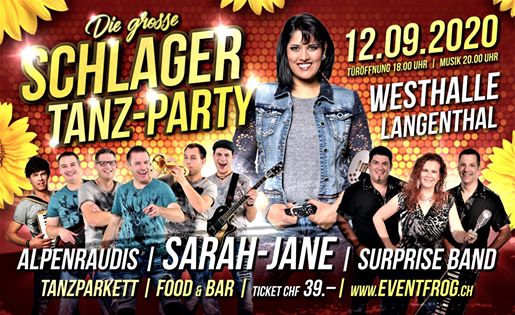 Die grosse
SCHLAGER
TANZ-PARTY
12.09.2020
TÜRÖFFNUNG 18.00 UHR | MUSIK 20.00 UHR
WESTHALLE
LANGENTHAL
ALPENRAUDIS | SARAH-JANE | SURPRISE BAND
TANZPARKETT | FOOD & BAR | TICKET CHF 39.– | WWW.EVENTFROG.CH